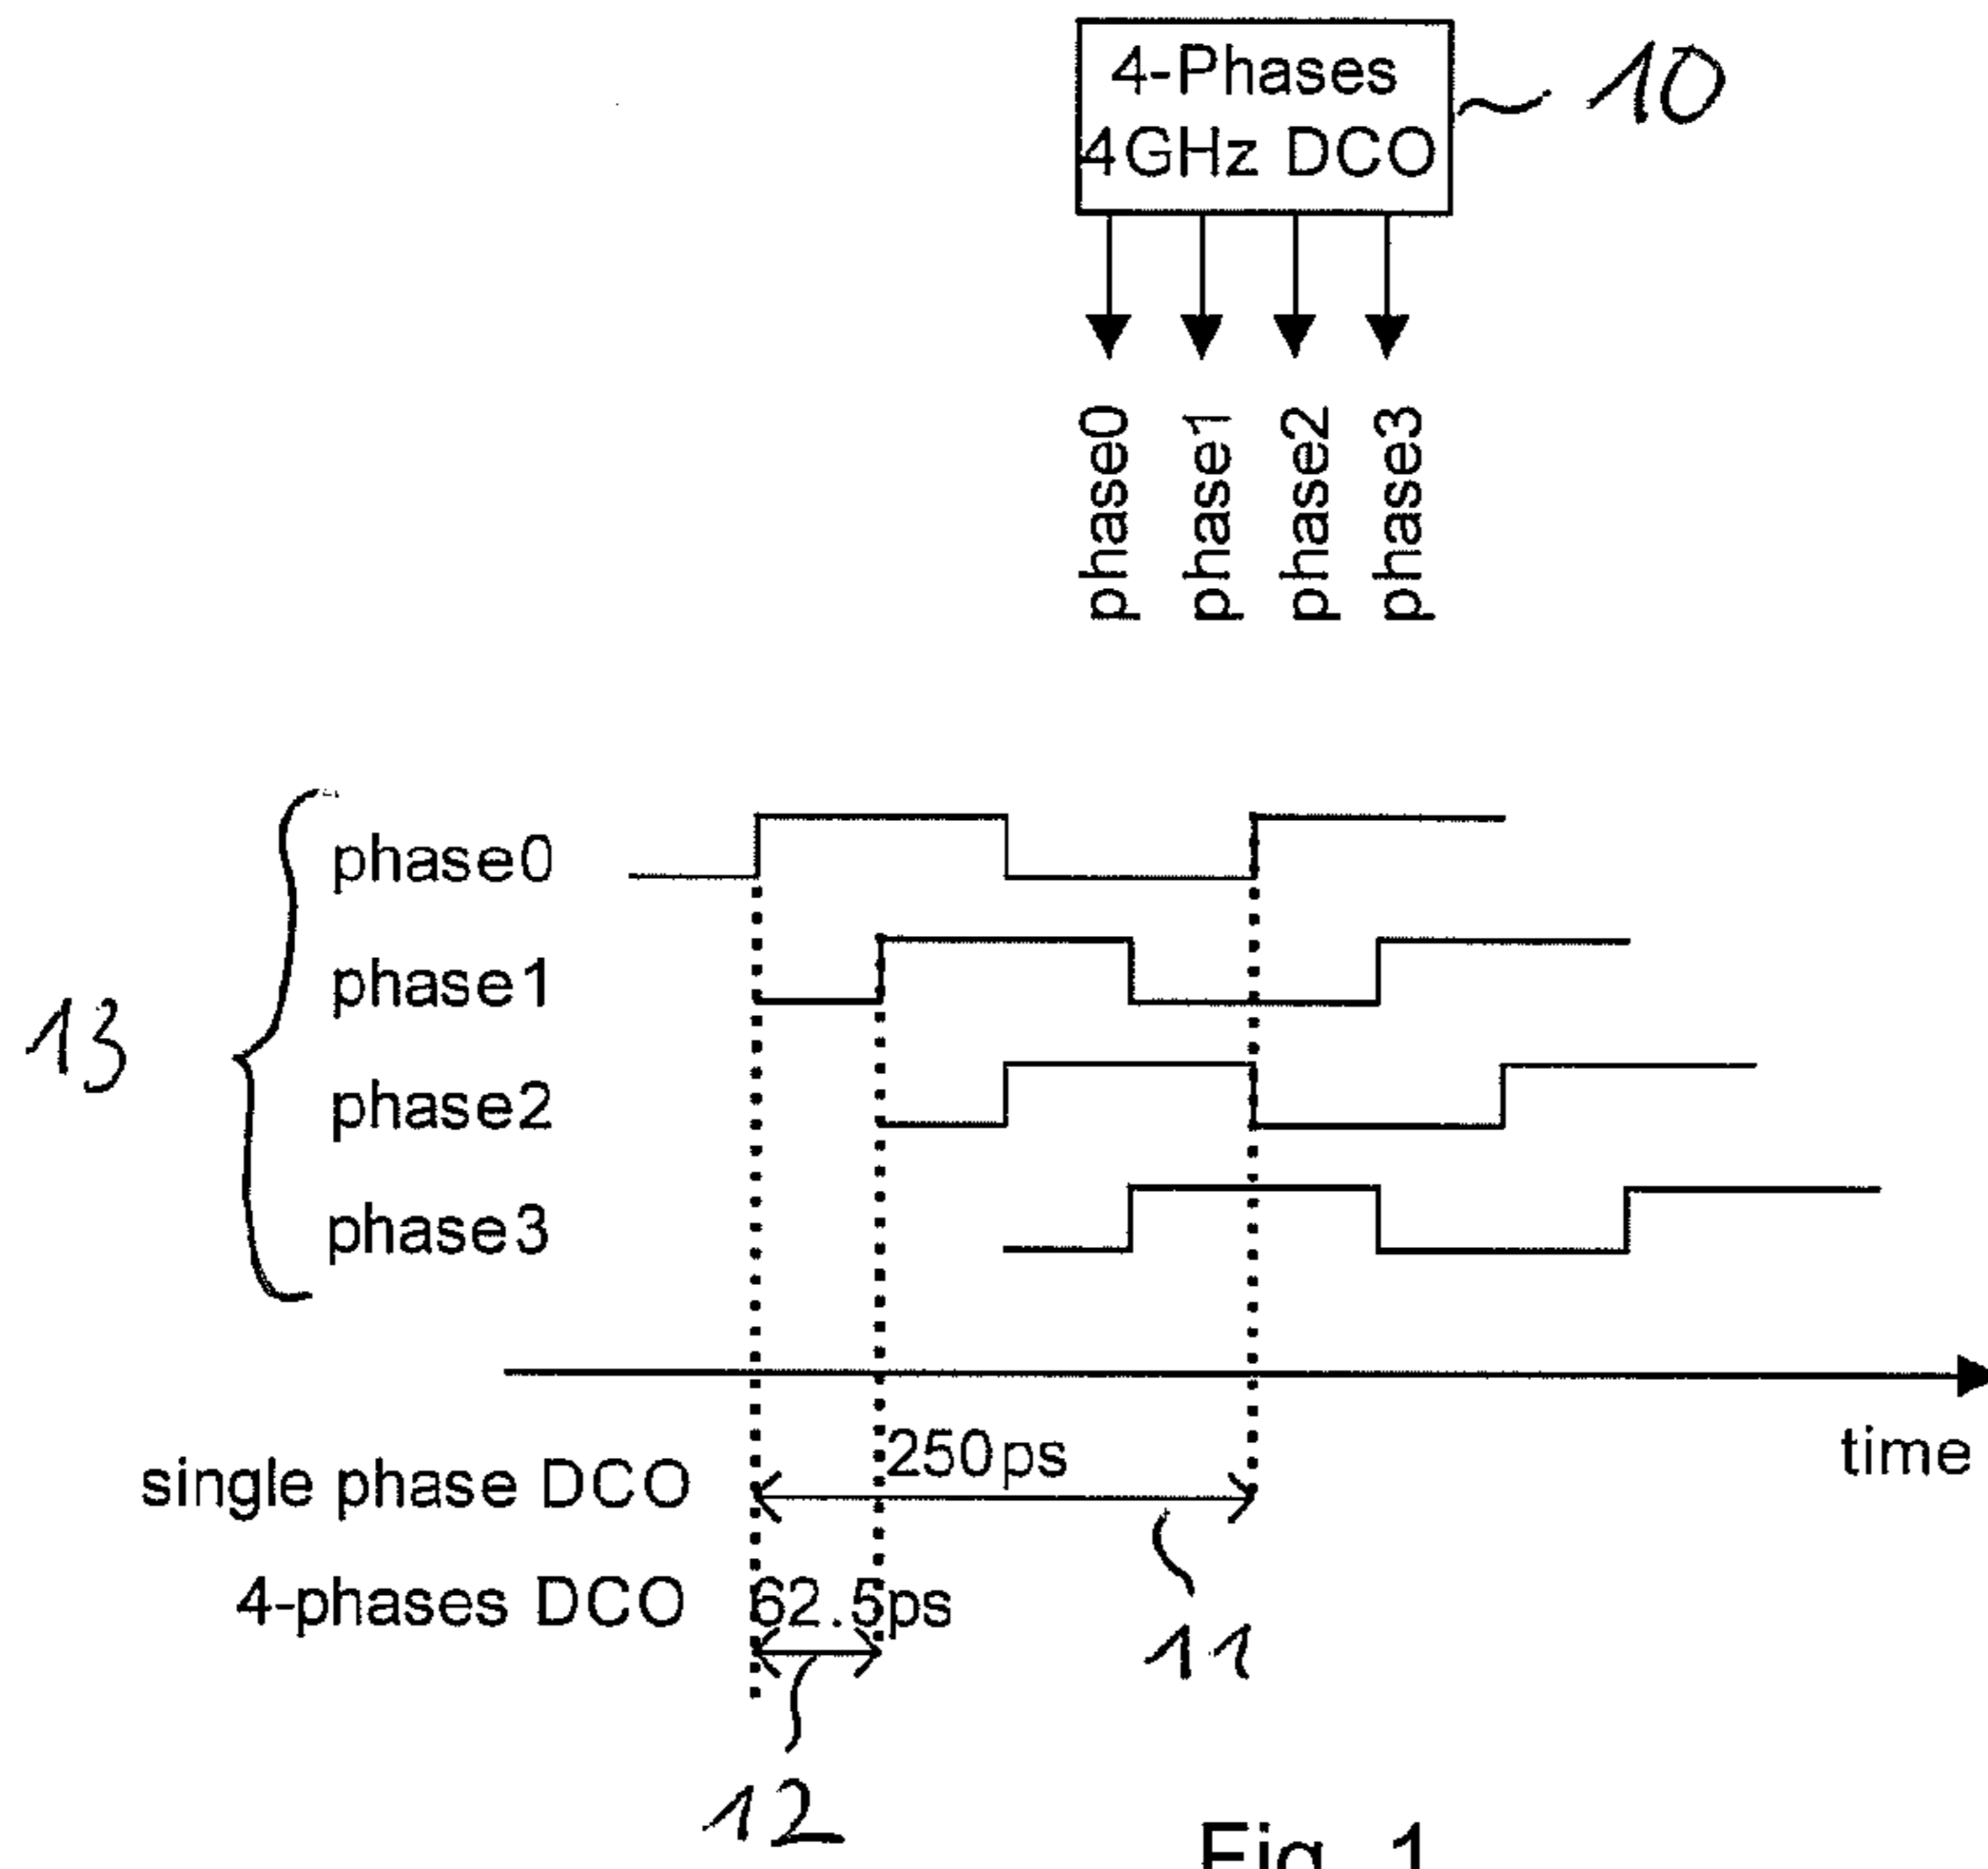 4-Phases
4GHz DCO
10
phase0
phase1
phase2
phase3
13
phase0
phase1
phase2
phase3
time
single phase DCO
250ps
4-phases DCO
62.5ps
11
12
Fig. 1